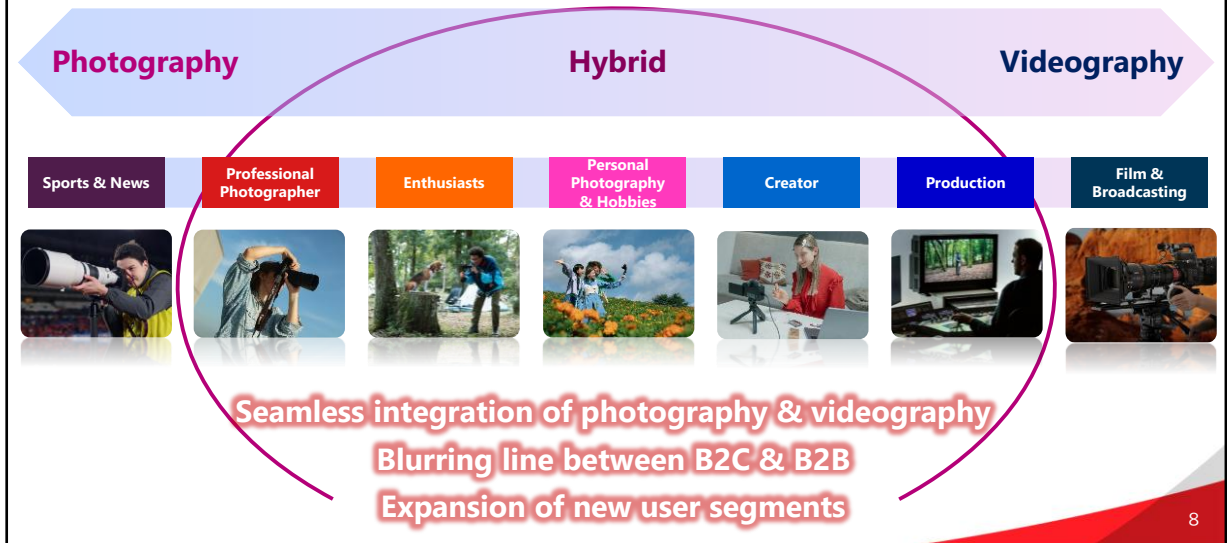 Photography
Hybrid
Videography
Sports & News
Professional
Photographer
Enthusiasts
Personal
Photography
& Hobbies
Creator
Production
Film &
Broadcasting
Seamless integration of photography & videography
Blurring line between B2C & B2B
Expansion of new user segments
8